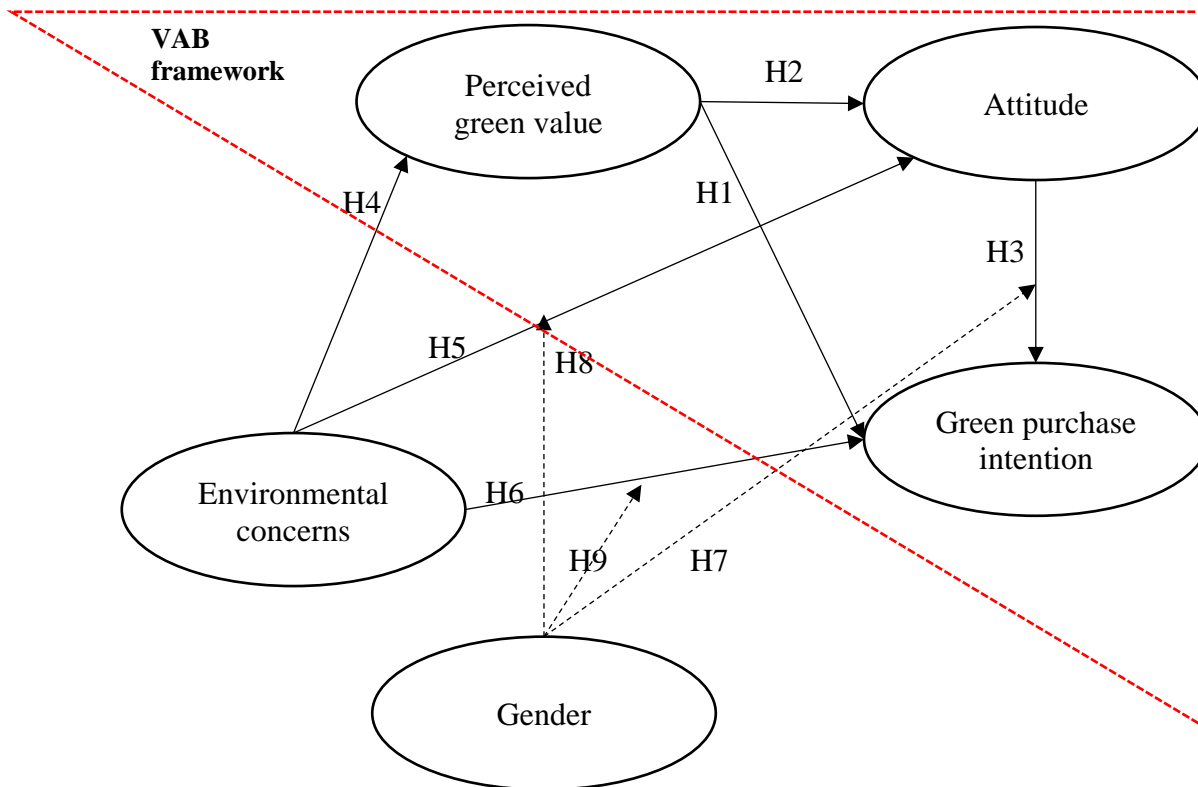 VAB
framework
Perceived
green value
H2
Attitude
H4
H1
H3
H5
H8
Environmental
concerns
H6
Green purchase
intention
H9
H7
Gender